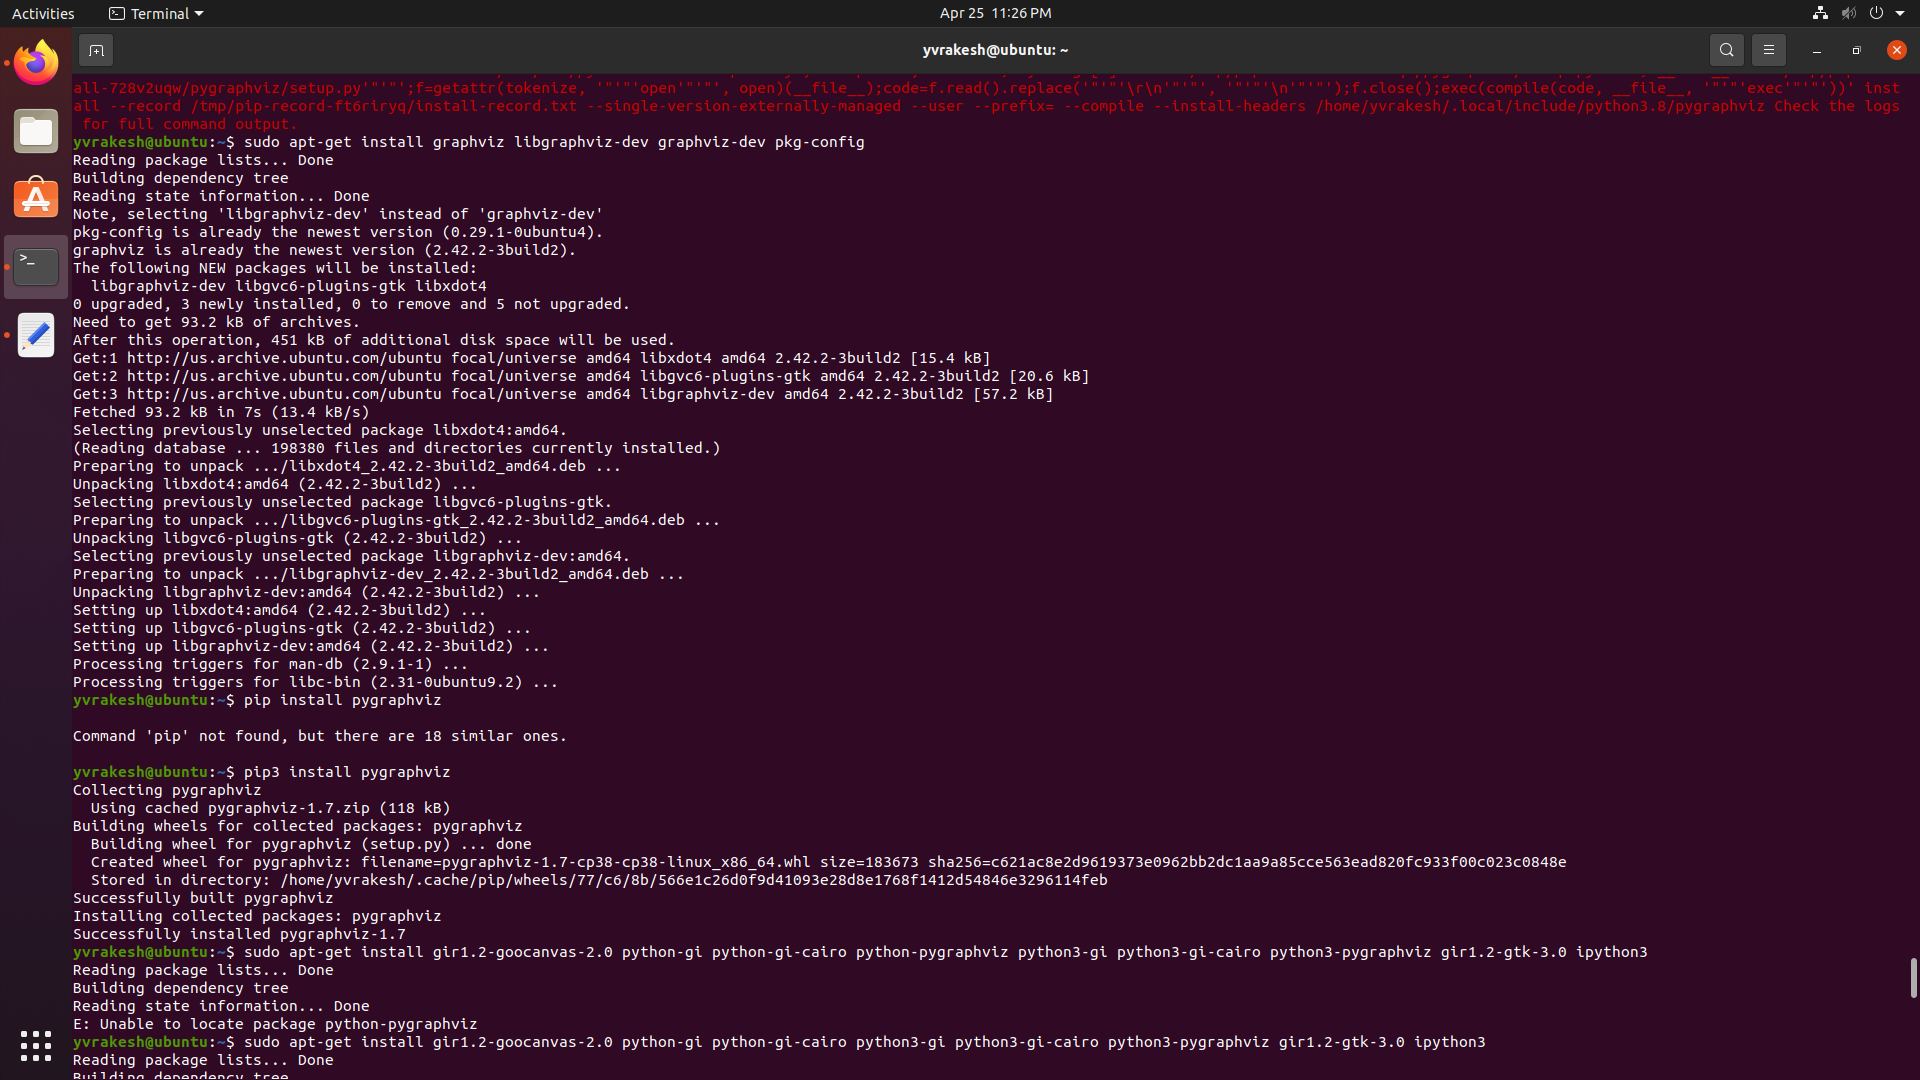 Activities
Terminal
Apr 25 11:26 PM
yvrakesh@ubuntu: ~
all-728v2uqw/pygraphviz/setup.py'"'"';f=getattr(tokenize, '"'"'open'"'"', open)(__file__);code=f.read().replace('"'"'\r\n'"'"', '"'"'\n'"'"');f.close();exec(compile(code, __file__, '"'"'exec'"'"'))' inst
all --record /tmp/pip-record-ft6riryq/install-record.txt --single-version-externally-managed --user --prefix= --compile --install-headers /home/yvrakesh/.local/include/python3.8/pygraphviz Check the logs
for full command output.
yvrakesh@ubuntu:~$ sudo apt-get install graphviz libgraphviz-dev graphviz-dev pkg-config
Reading package lists... Done
Building dependency tree
Reading state information... Done
Note, selecting 'libgraphviz-dev' instead of 'graphviz-dev'
pkg-config is already the newest version (0.29.1-0ubuntu4).
graphviz is already the newest version (2.42.2-3build2).
The following NEW packages will be installed:
libgraphviz-dev libgvc6-plugins-gtk libxdot4
0 upgraded, 3 newly installed, 0 to remove and 5 not upgraded.
Need to get 93.2 kB of archives.
After this operation, 451 kB of additional disk space will be used.
Get:1 http://us.archive.ubuntu.com/ubuntu focal/universe amd64 libxdot4 amd64 2.42.2-3build2 [15.4 kB]
Get:2 http://us.archive.ubuntu.com/ubuntu focal/universe amd64 libgvc6-plugins-gtk amd64 2.42.2-3build2 [20.6 kB]
Get:3 http://us.archive.ubuntu.com/ubuntu focal/universe amd64 libgraphviz-dev amd64 2.42.2-3build2 [57.2 kB]
Fetched 93.2 kB in 7s (13.4 kB/s)
Selecting previously unselected package libxdot4:amd64.
(Reading database ... 198380 files and directories currently installed.)
Preparing to unpack .../libxdot4_2.42.2-3build2_amd64.deb ...
Unpacking libxdot4:amd64 (2.42.2-3build2) ...
Selecting previously unselected package libgvc6-plugins-gtk.
Preparing to unpack .../libgvc6-plugins-gtk_2.42.2-3build2_amd64.deb ...
Unpacking libgvc6-plugins-gtk (2.42.2-3build2) ...
Selecting previously unselected package libgraphviz-dev:amd64.
Preparing to unpack .../libgraphviz-dev_2.42.2-3build2_amd64.deb ...
Unpacking libgraphviz-dev:amd64 (2.42.2-3build2) ...
Setting up libxdot4:amd64 (2.42.2-3build2) ...
Setting up libgvc6-plugins-gtk (2.42.2-3build2) ...
Setting up libgraphviz-dev:amd64 (2.42.2-3build2) ...
Processing triggers for man-db (2.9.1-1) ...
Processing triggers for libc-bin (2.31-0ubuntu9.2) ...
yvrakesh@ubuntu:~$ pip install pygraphviz
Command 'pip' not found, but there are 18 similar ones.
yvrakesh@ubuntu:~$ pip3 install pygraphviz
Collecting pygraphviz
Using cached pygraphviz-1.7.zip (118 kB)
Building wheels for collected packages: pygraphviz
Building wheel for pygraphviz (setup.py) ... done
Created wheel for pygraphviz: filename=pygraphviz-1.7-cp38-cp38-linux_x86_64.whl size=183673 sha256=c621ac8e2d9619373e0962bb2dc1aa9a85cce563ead820fc933f00c023c0848e
Stored in directory: /home/yvrakesh/.cache/pip/wheels/77/c6/8b/566e1c26d0f9d41093e28d8e1768f1412d54846e3296114feb
Successfully built pygraphviz
Installing collected packages: pygraphviz
Successfully installed pygraphviz-1.7
yvrakesh@ubuntu:~$ sudo apt-get install gir1.2-goocanvas-2.0 python-gi python-gi-cairo python-pygraphviz python3-gi python3-gi-cairo python3-pygraphviz gir1.2-gtk-3.0 ipython3
Reading package lists... Done
Building dependency tree
Reading state information... Done
E: Unable to locate package python-pygraphviz
yvrakesh@ubuntu:~$ sudo apt-get install gir1.2-goocanvas-2.0 python-gi python-gi-cairo python3-gi python3-gi-cairo python3-pygraphviz gir1.2-gtk-3.0 ipython3
Reading package lists... Done
Building dependency tree